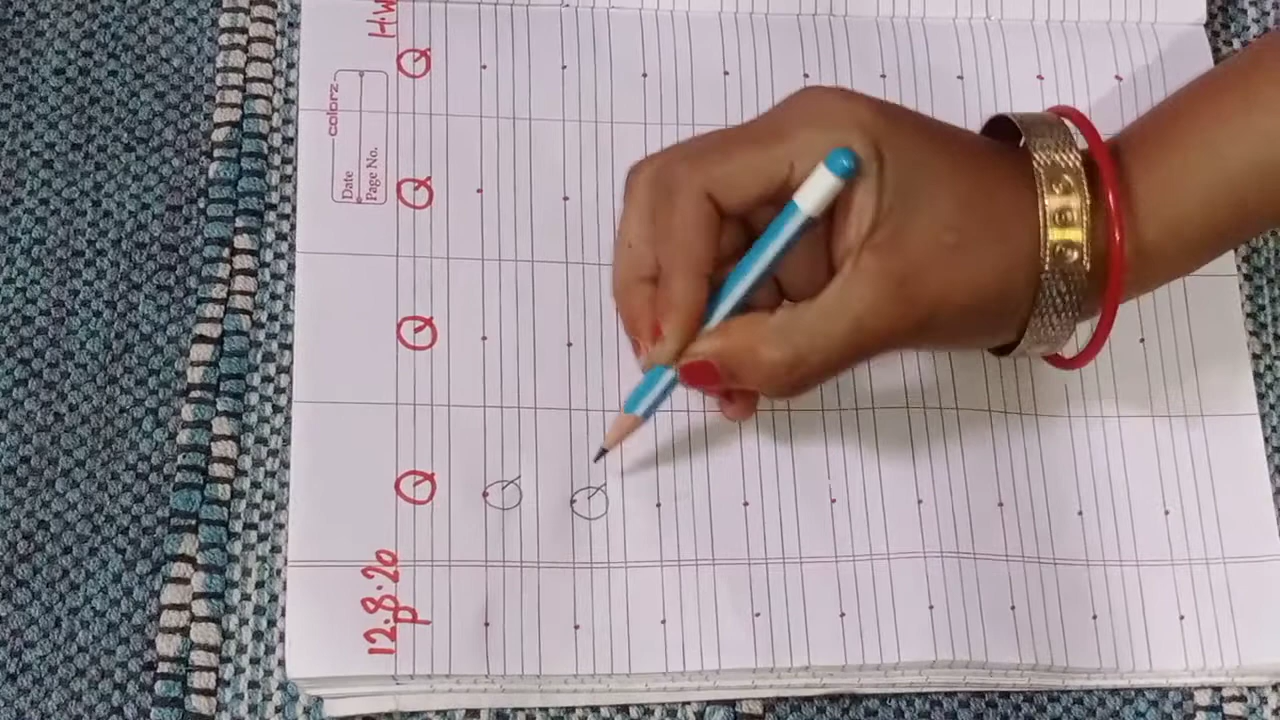 colorz
Date
Page No.
12.8.20 H.W
P Q Q Q Q
Q
Q